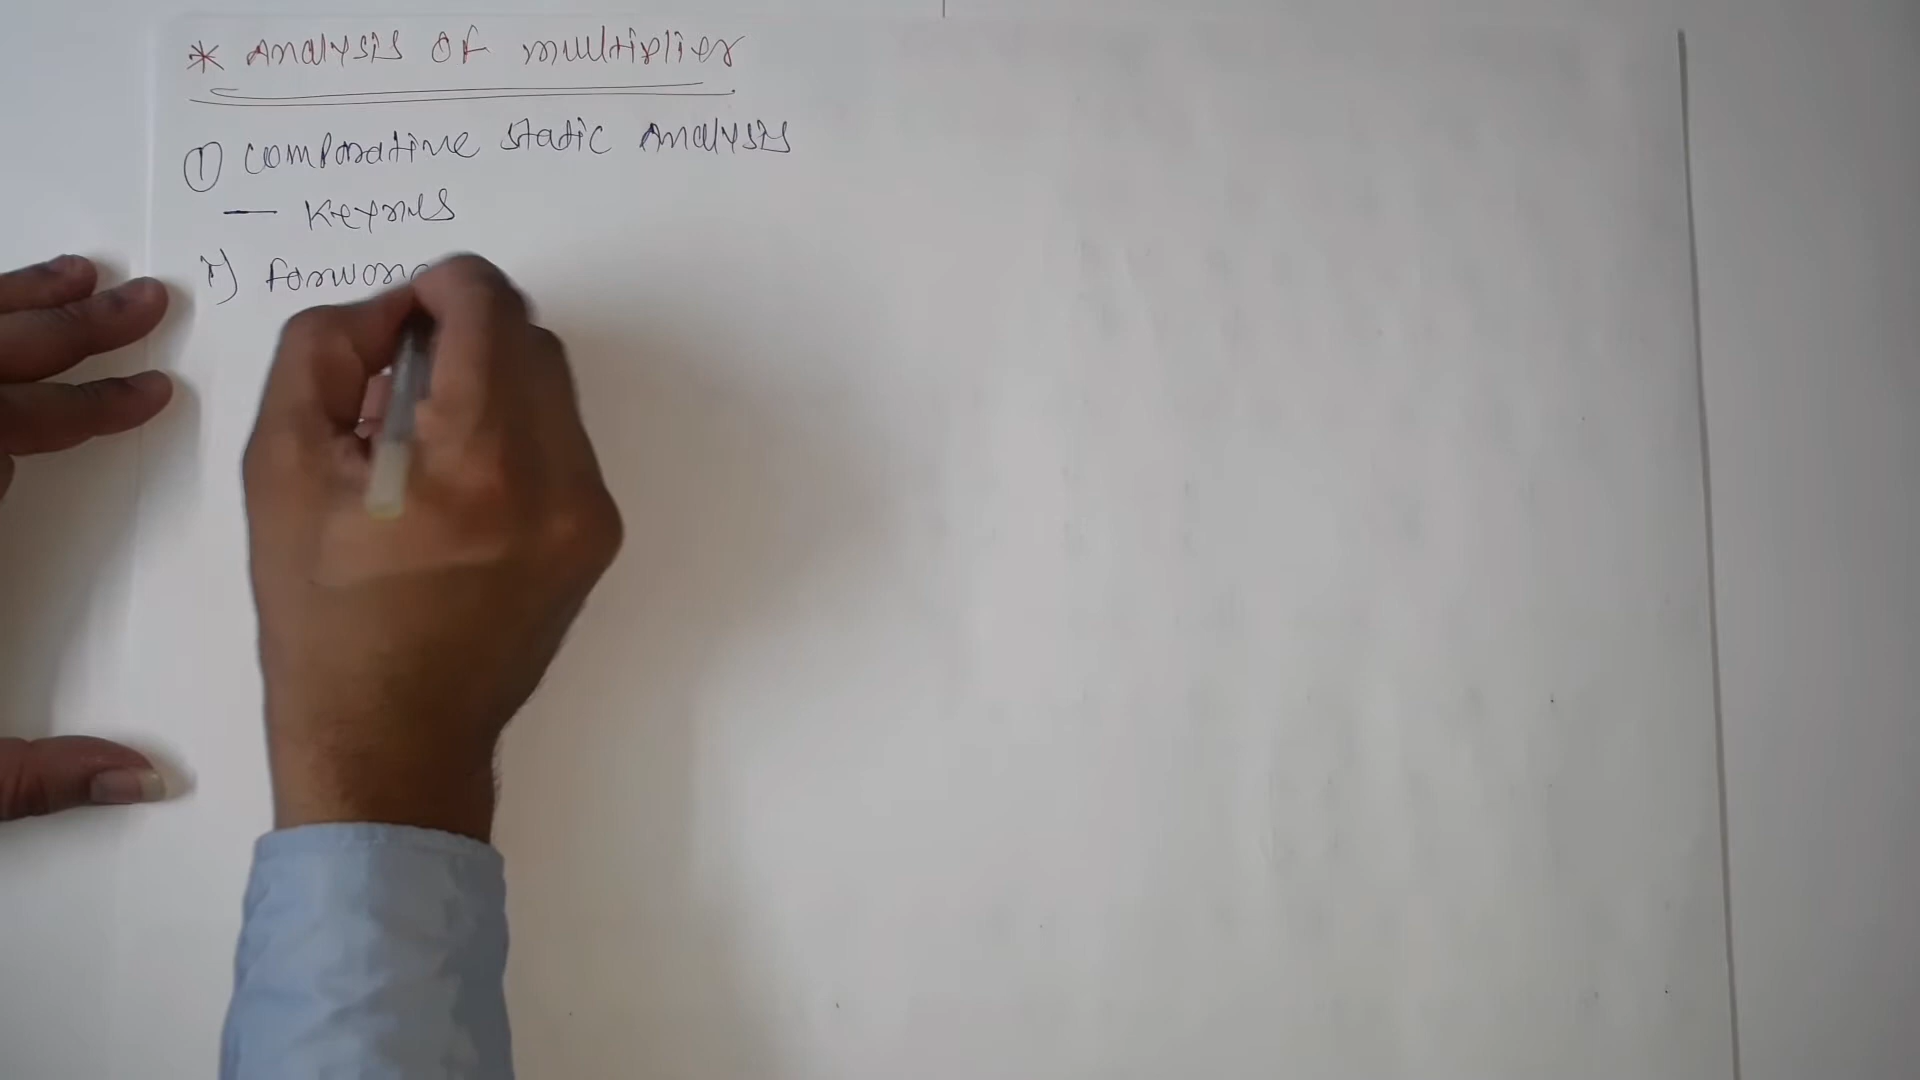 * Analysis of multiplier
① Comparative static Analysis
— Keynes
i) Forward